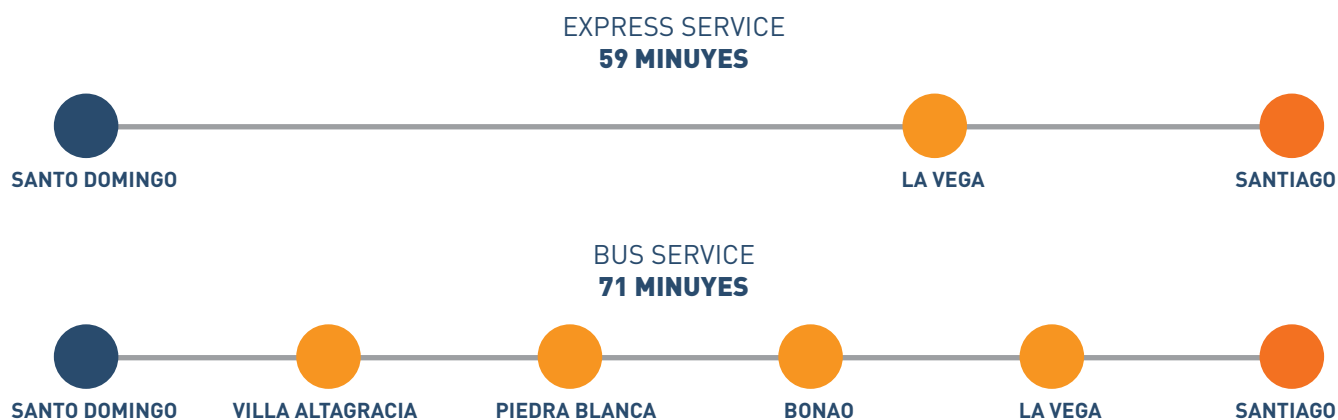 EXPRESS SERVICE
59 MINUYES
SANTO DOMINGO LA VEGA SANTIAGO
BUS SERVICE
71 MINUYES
SANTO DOMINGO VILLA ALTAGRACIA PIEDRA BLANCA BONAO LA VEGA SANTIAGO